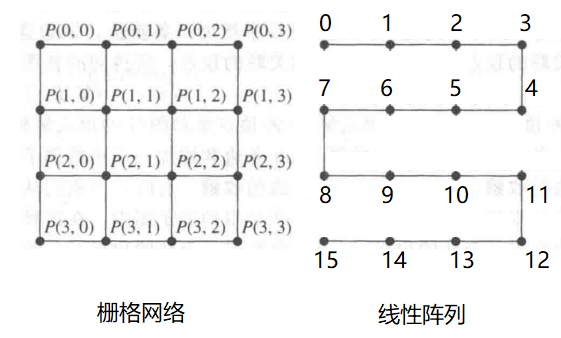 P(0, 0) P(0, 1) P(0, 2) P(0, 3)
P(1, 0) P(1, 1) P(1, 2) P(1, 3)
P(2, 0) P(2, 1) P(2, 2) P(2, 3)
P(3, 0) P(3, 1) P(3, 2) P(3, 3)
栅格网络
0 1 2 3
7 6 5 4
8 9 10 11
15 14 13 12
线性阵列